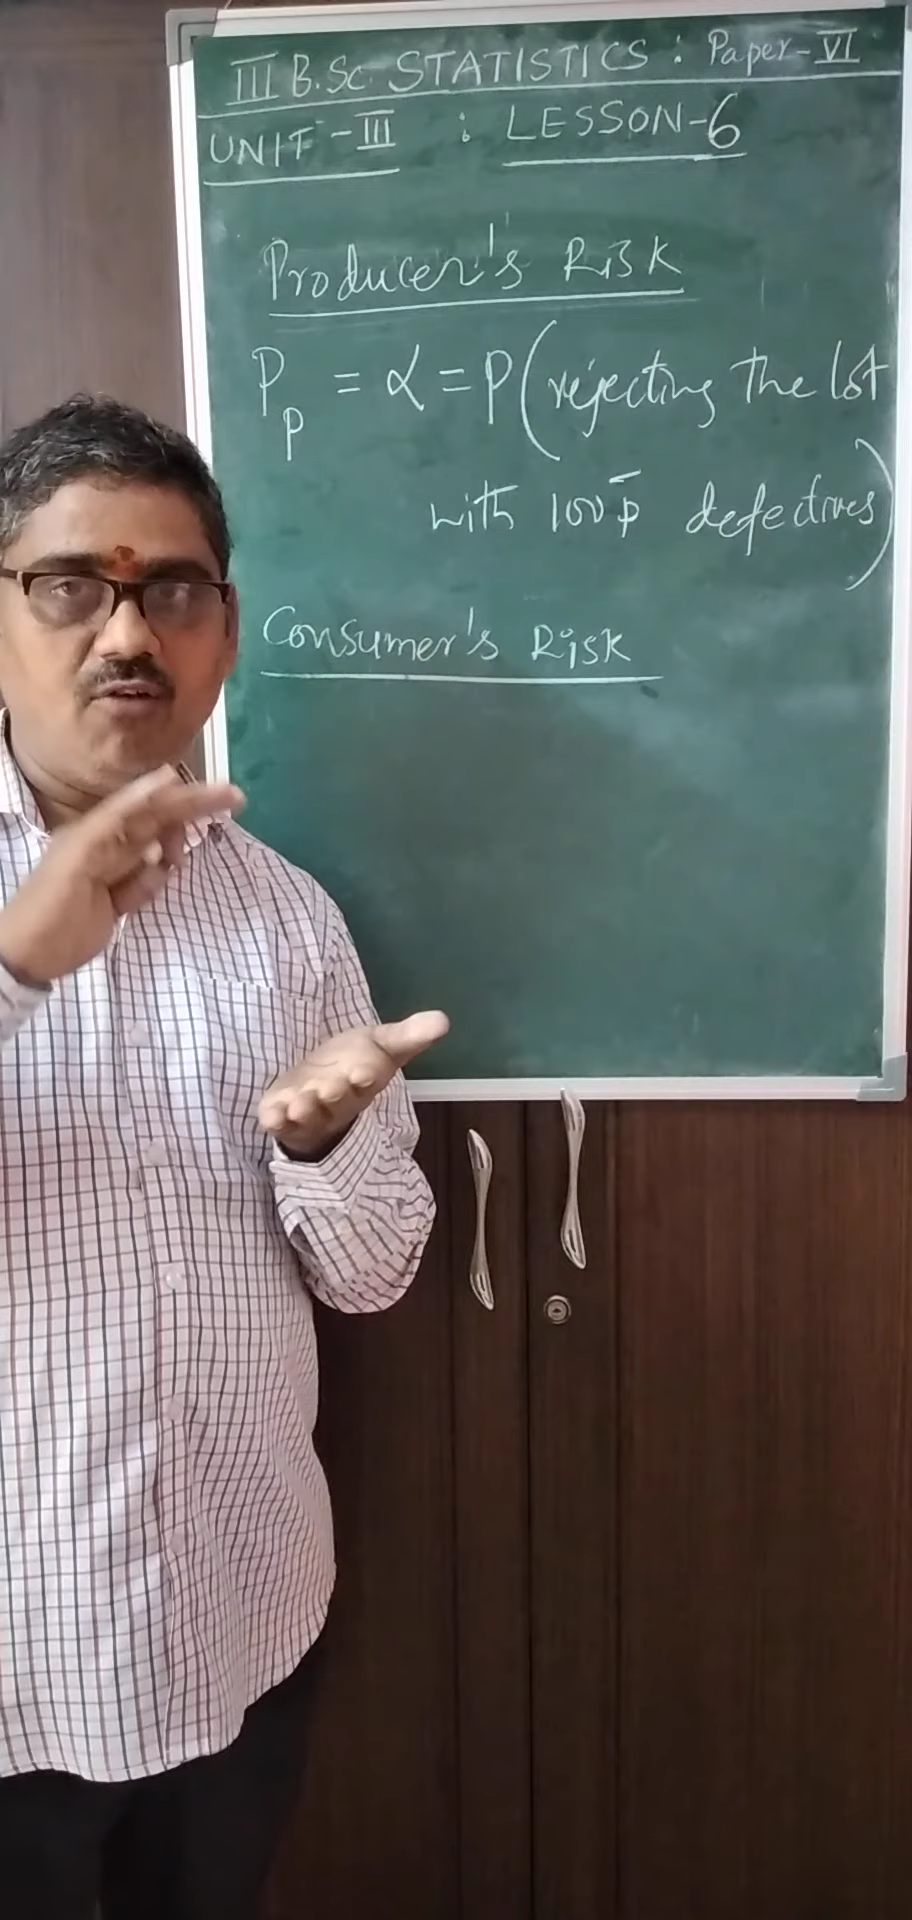 III B.Sc. STATISTICS : Paper-VI
UNIT-III : LESSON-6
Producer's Risk
Pₚ = α = P(rejecting the lot
with 100p̄ defectives)
Consumer's Risk